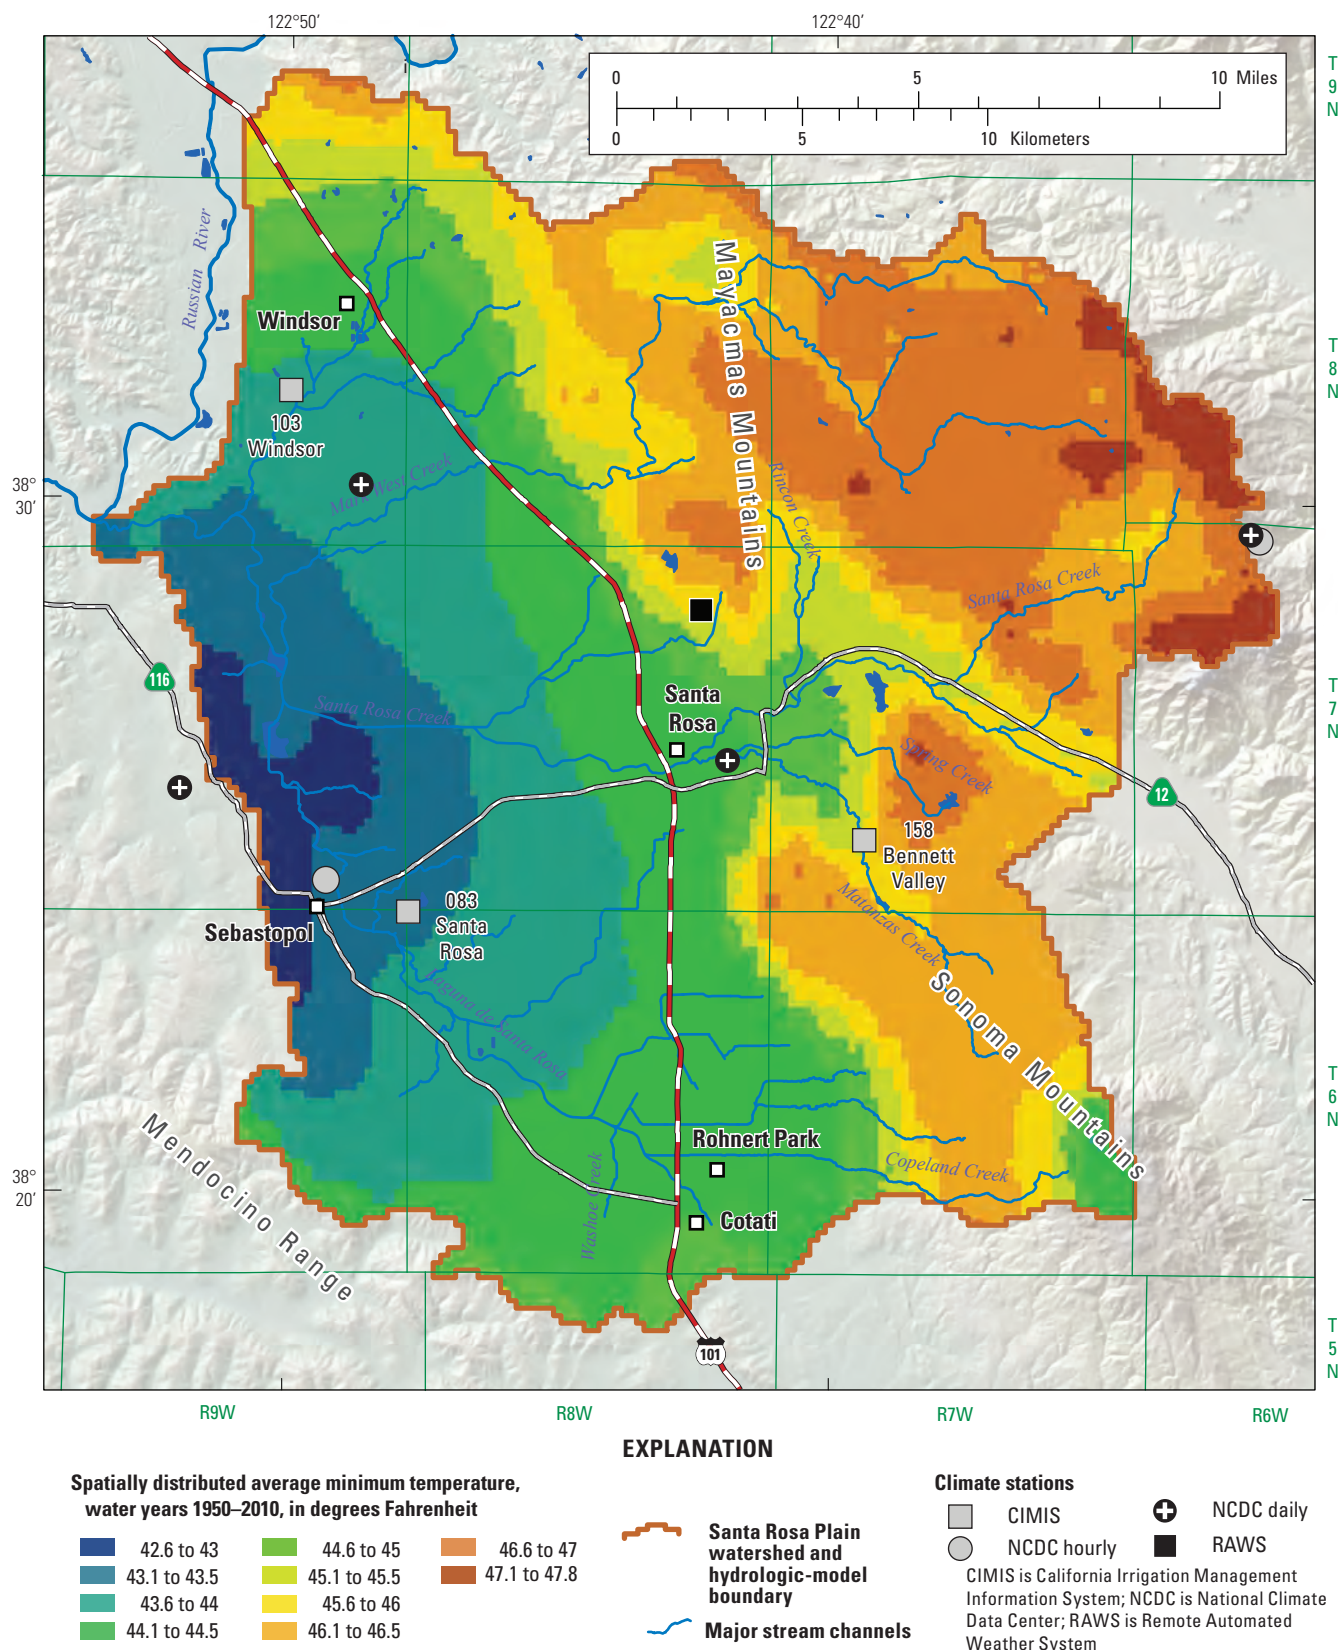 122°50'
122°40'
T
9
N
0
5
10 Miles
0
5
10 Kilometers
Russian River
Mayacmas Mountains
Windsor
T
8
N
103
Windsor
Mark West Creek
Rincon Creek
38°
30'
Santa Rosa Creek
116
Santa Rosa Creek
Santa
Rosa
T
7
N
Spring Creek
12
158
Bennett
Valley
083
Santa
Rosa
Sebastopol
Matanzas Creek
Laguna de Santa Rosa
Sonoma Mountains
T
6
N
Mendocino Range
Rohnert Park
Copeland Creek
Washoe Creek
38°
20'
Cotati
T
5
N
101
R9W
R8W
R7W
R6W
EXPLANATION
Spatially distributed average minimum temperature,
water years 1950–2010, in degrees Fahrenheit
42.6 to 43
43.1 to 43.5
43.6 to 44
44.1 to 44.5
44.6 to 45
45.1 to 45.5
45.6 to 46
46.1 to 46.5
46.6 to 47
47.1 to 47.8
Santa Rosa Plain
watershed and
hydrologic-model
boundary
Major stream channels
Climate stations
CIMIS
NCDC hourly
NCDC daily
RAWS
CIMIS is California Irrigation Management
Information System; NCDC is National Climate
Data Center; RAWS is Remote Automated
Weather System